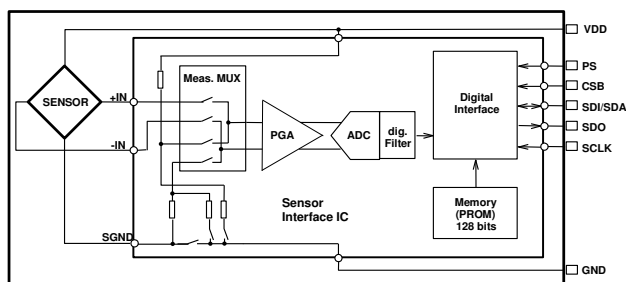 VDD
PS
Meas. MUX
SENSOR
+IN
Digital
Interface
CSB
SDI/SDA
PGA
ADC
dig.
Filter
SDO
-IN
SCLK
Sensor
Interface IC
Memory
(PROM)
128 bits
SGND
GND